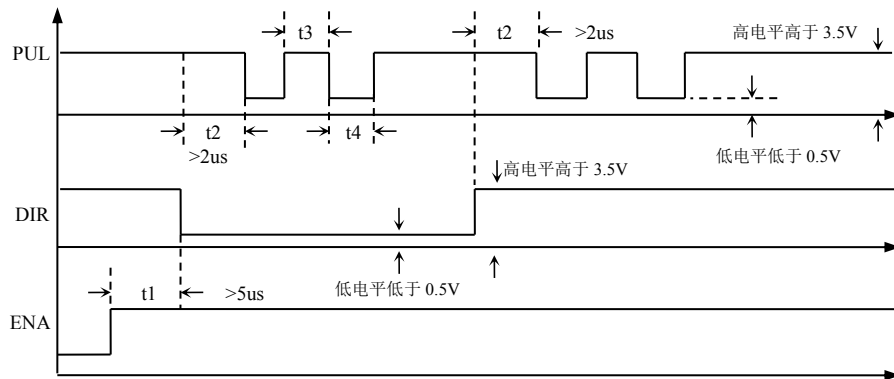 t3
t2
>2us
高电平高于 3.5V
PUL
t2
t4
>2us
低电平低于 0.5V
高电平高于 3.5V
DIR
t1
>5us
低电平低于 0.5V
ENA